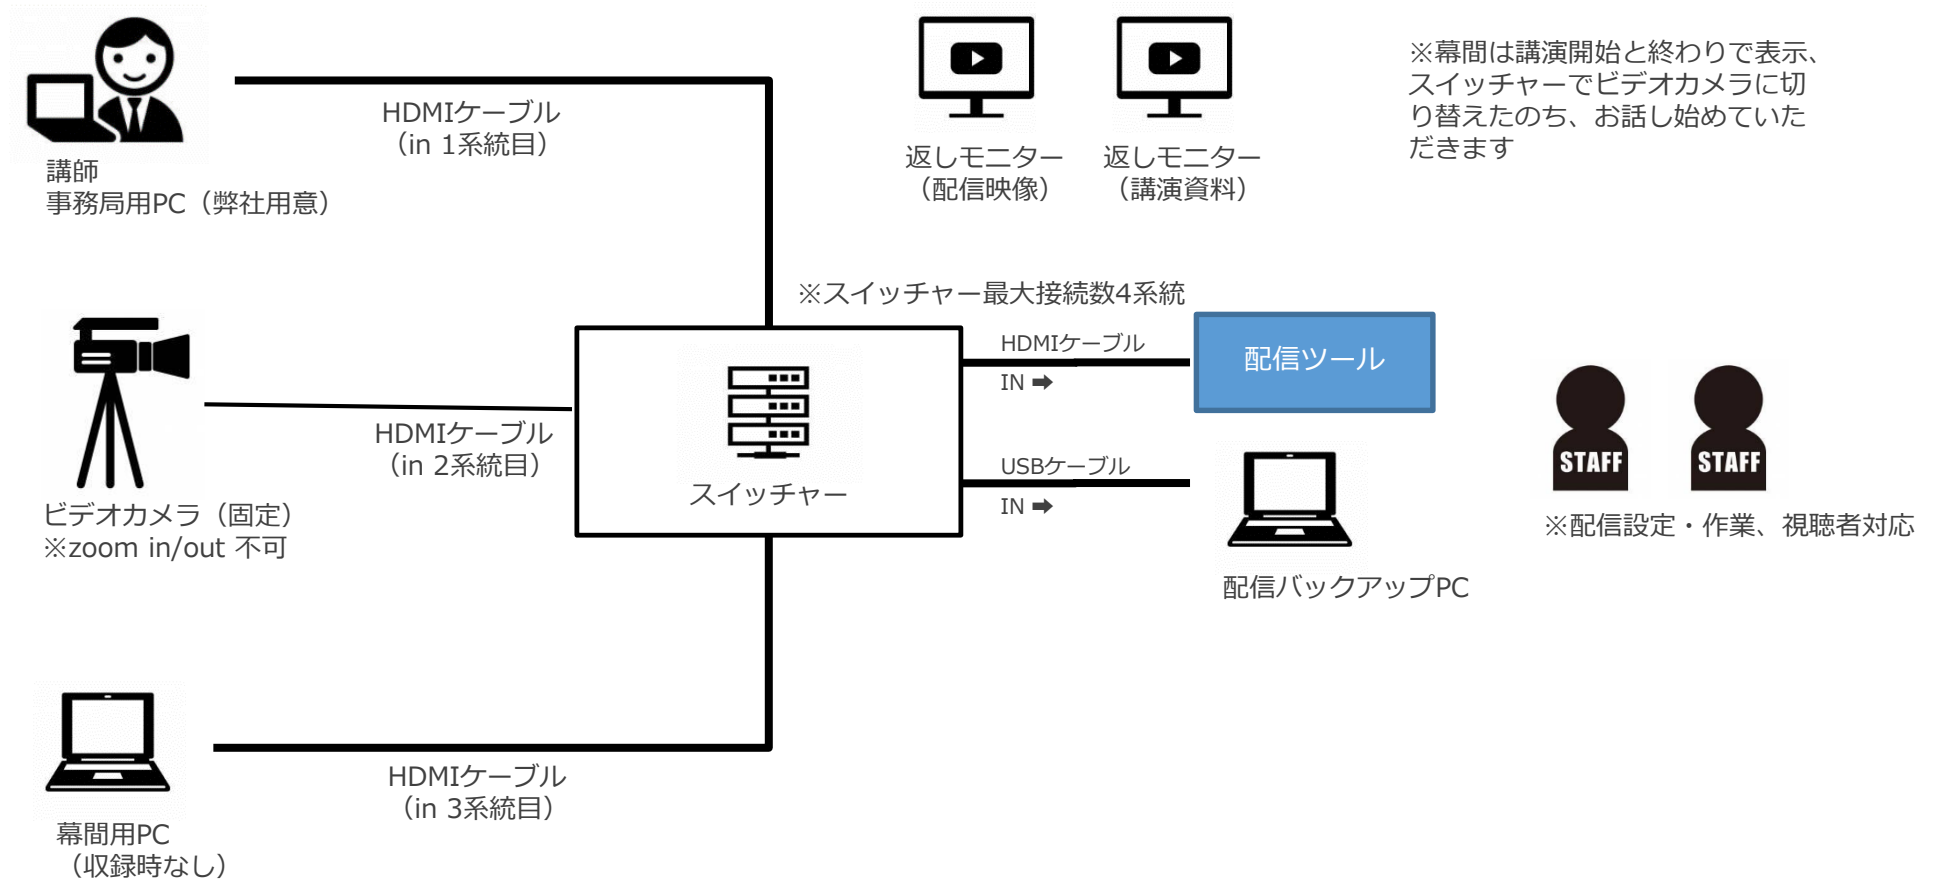 HDMIケーブル
（in 1系統目）
講師
事務局用PC（弊社用意）
返しモニター
（配信映像）
返しモニター
（講演資料）
※幕間は講演開始と終わりで表示、
スイッチャーでビデオカメラに切
り替えたのち、お話し始めていた
だきます
※スイッチャー最大接続数4系統
HDMIケーブル
IN ➡
配信ツール
HDMIケーブル
（in 2系統目）
ビデオカメラ（固定）
※zoom in/out 不可
スイッチャー
USBケーブル
IN ➡
配信バックアップPC
STAFF
STAFF
※配信設定・作業、視聴者対応
HDMIケーブル
（in 3系統目）
幕間用PC
（収録時なし）